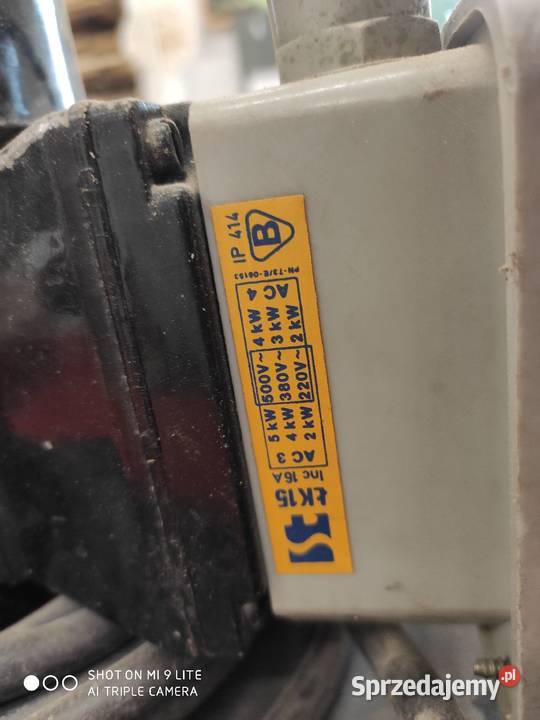 ŁK15
Inc 16A
AC 3 AC 4
5 kW 500V~ 4 kW
4 kW 380V~ 3 kW
2 kW 220V~ 2 kW
IP 414
B
PN-73/E-06153
SHOT ON MI 9 LITE
AI TRIPLE CAMERA
Sprzedajemy.pl